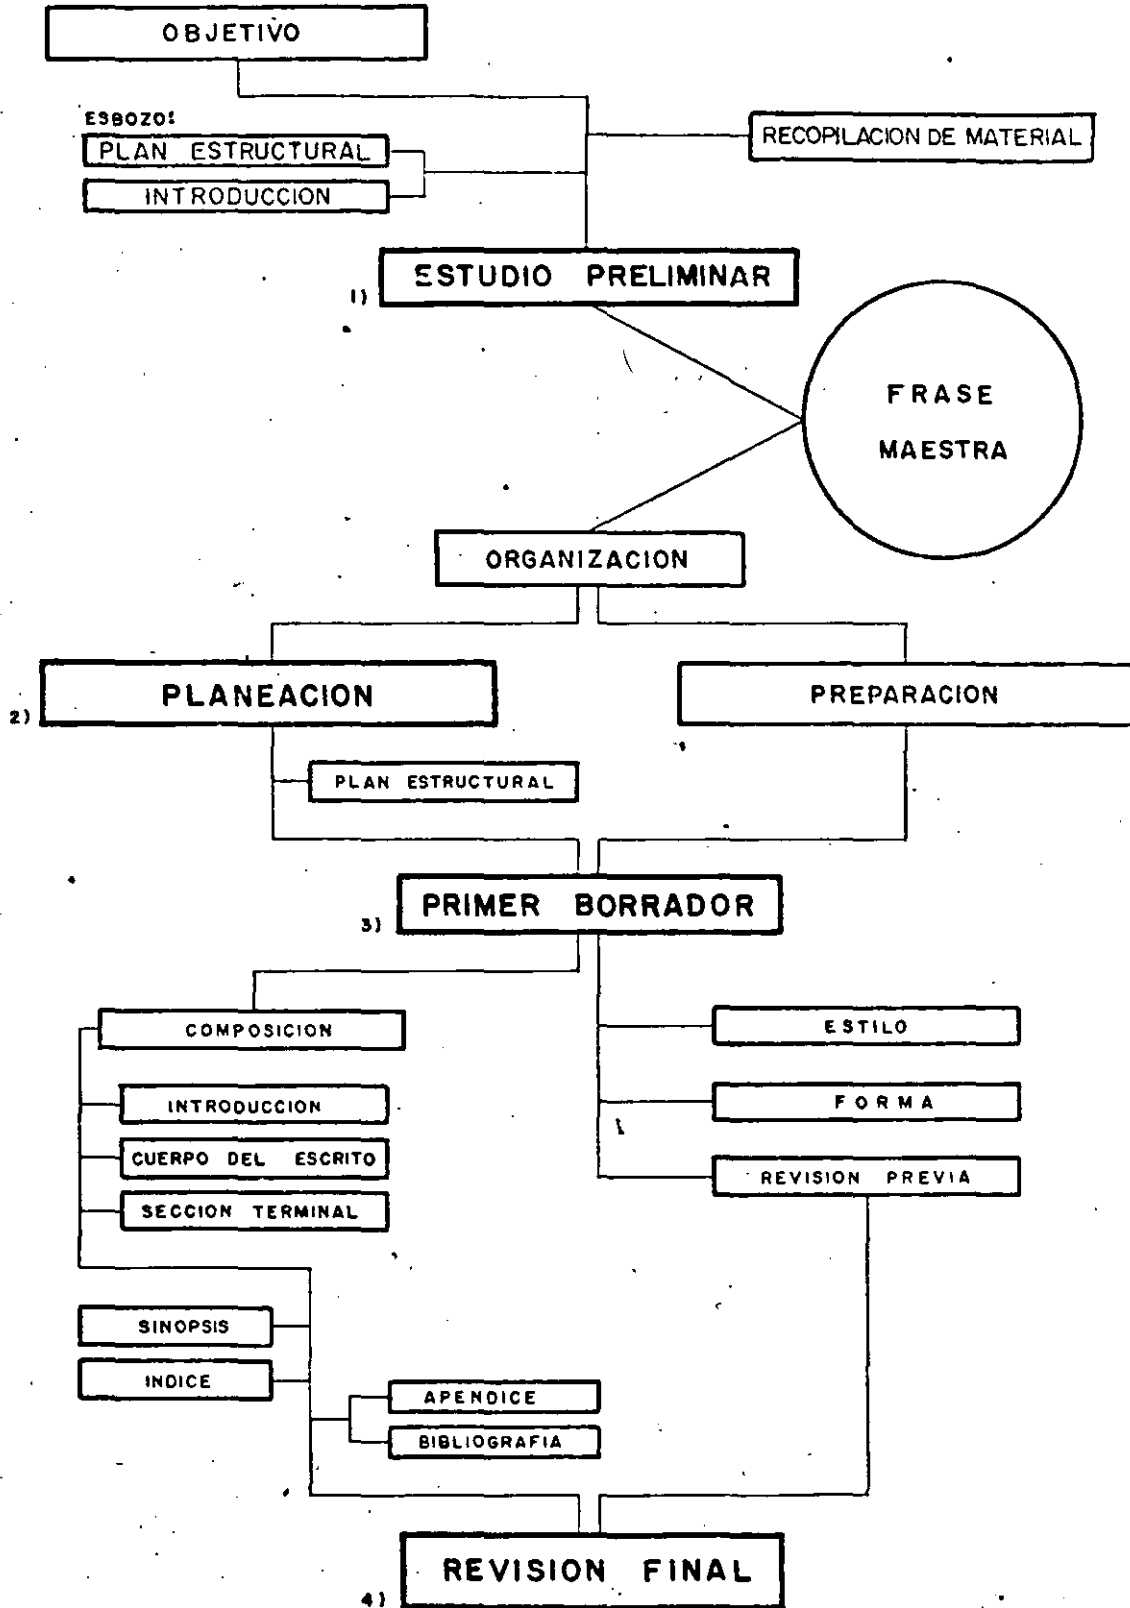 OBJETIVO
ESBOZO:
PLAN ESTRUCTURAL
INTRODUCCION
RECOPILACION DE MATERIAL
1) ESTUDIO PRELIMINAR
FRASE
MAESTRA
ORGANIZACION
2) PLANEACION
PREPARACION
PLAN ESTRUCTURAL
3) PRIMER BORRADOR
COMPOSICION
INTRODUCCION
CUERPO DEL ESCRITO
SECCION TERMINAL
ESTILO
FORMA
REVISION PREVIA
SINOPSIS
INDICE
APENDICE
BIBLIOGRAFIA
4) REVISION FINAL